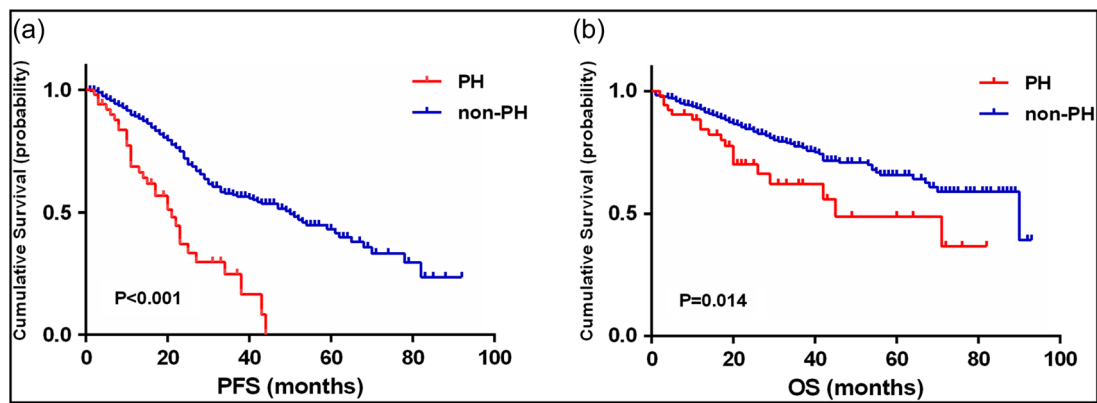 (a)
Cumulative Survival (probability)
1.0
0.5
0.0
PH
non-PH
P<0.001
0 20 40 60 80 100
PFS (months)
(b)
Cumulative Survival (probability)
1.0
0.5
0.0
PH
non-PH
P=0.014
0 20 40 60 80 100
OS (months)